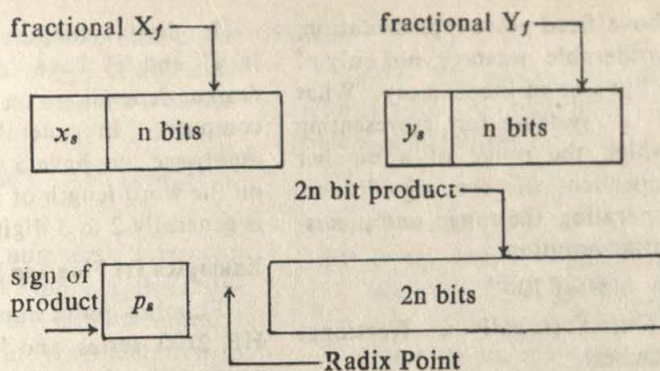 fractional X_f fractional Y_f
x_s n bits y_s n bits
2n bit product
sign of
product p_s 2n bits
Radix Point